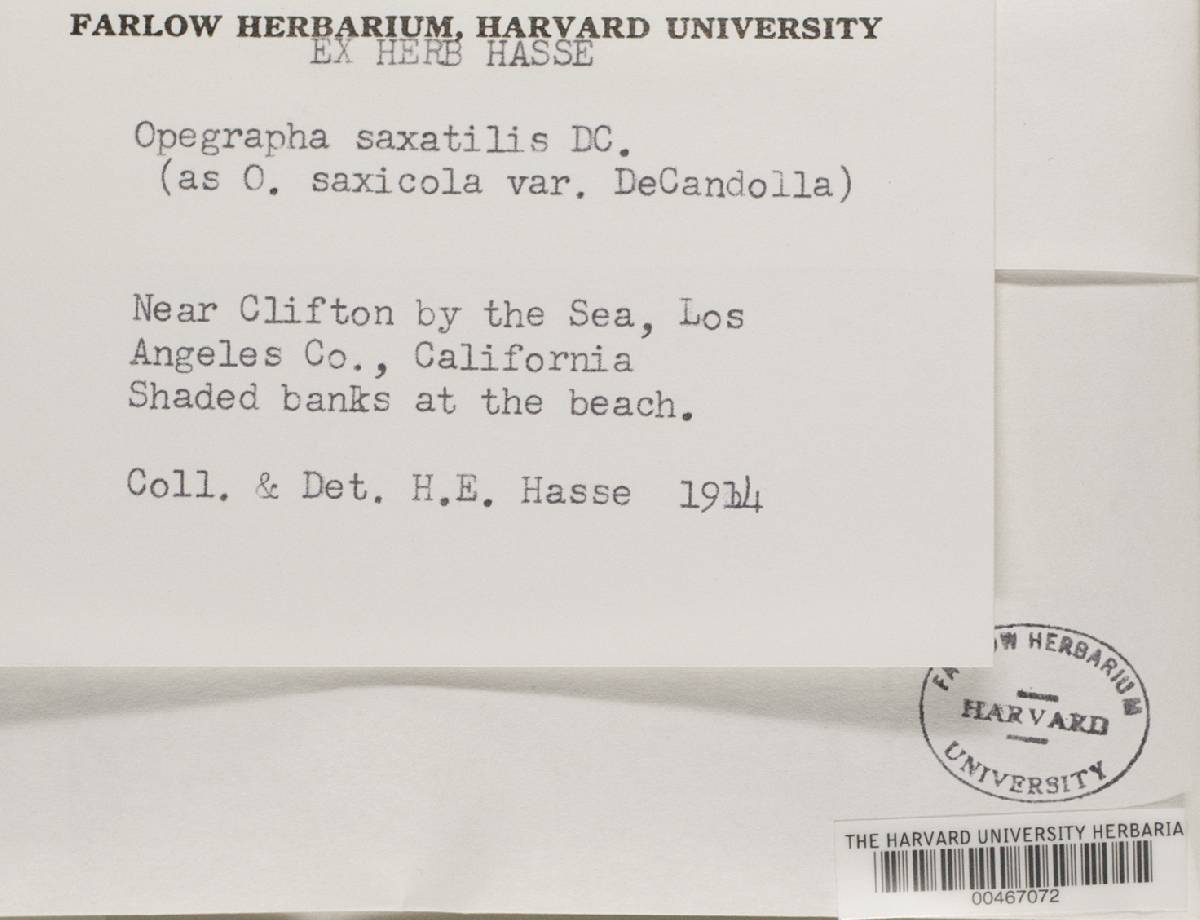 FARLOW HERBARIUM, HARVARD UNIVERSITY
EX HERB HASSE
Opegrapha saxatilis DC.
(as O. saxicola var. DeCandolla)
Near Clifton by the Sea, Los
Angeles Co., California
Shaded banks at the beach.
Coll. & Det. H.E. Hasse 1914
HERBARIUM
HARVARD
UNIVERSITY
THE HARVARD UNIVERSITY HERBARIA
00467072